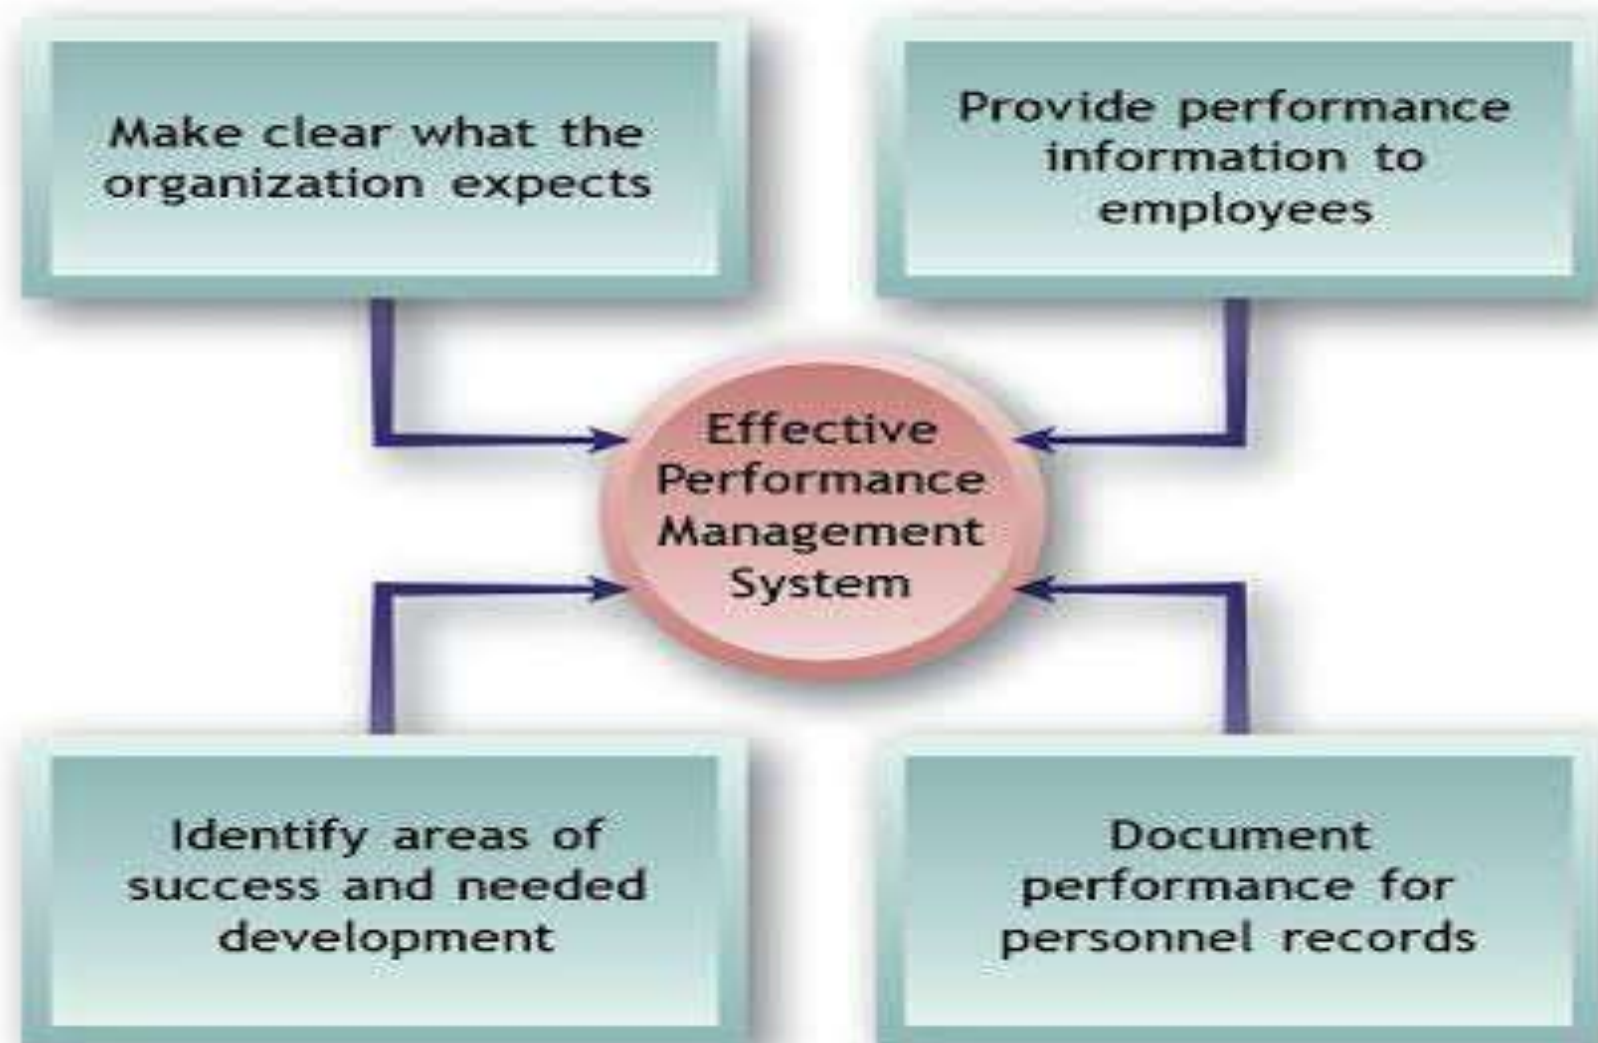 Make clear what the
organization expects
Provide performance
information to
employees
Effective
Performance
Management
System
Identify areas of
success and needed
development
Document
performance for
personnel records